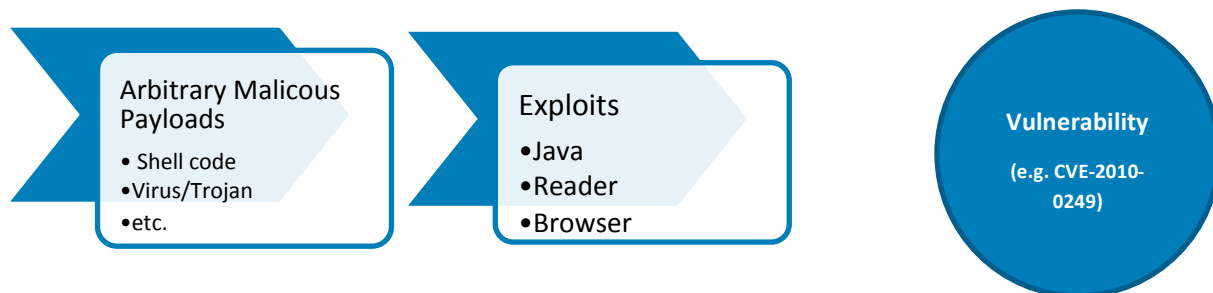 Arbitrary Malicous
Payloads
• Shell code
•Virus/Trojan
•etc.
Exploits
•Java
•Reader
•Browser
Vulnerability
(e.g. CVE-2010-
0249)